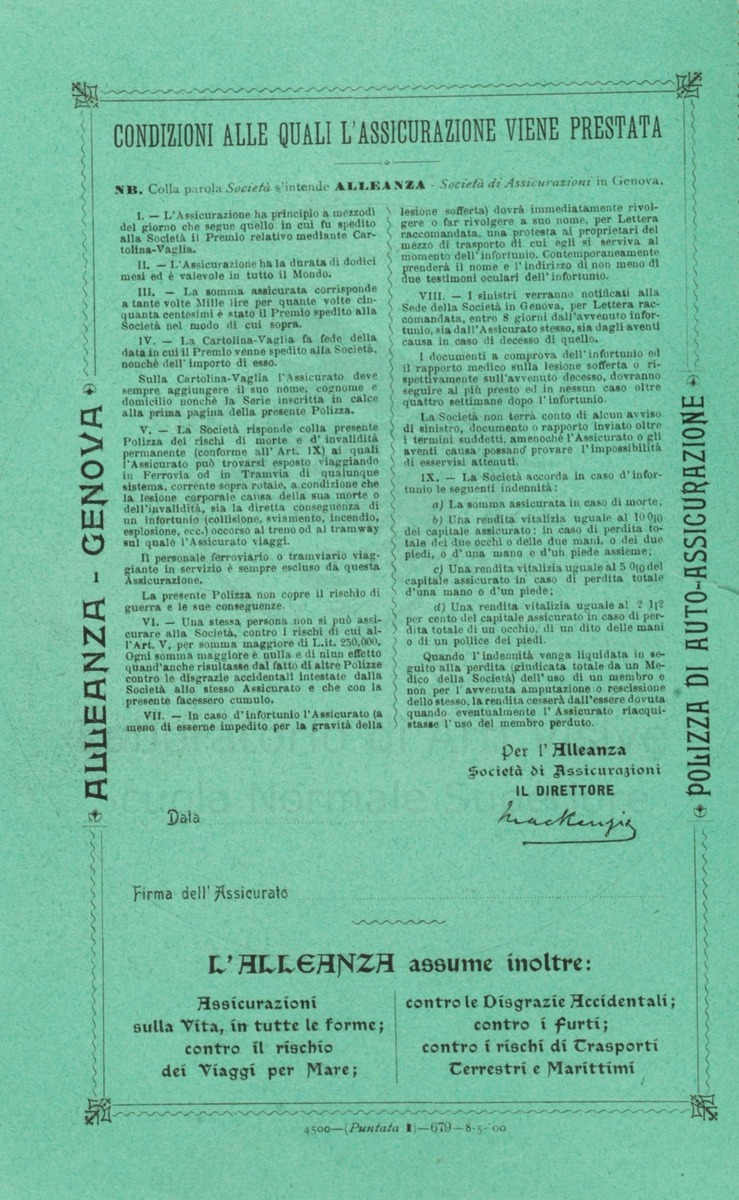 CONDIZIONI ALLE QUALI L'ASSICURAZIONE VIENE PRESTATA
NB. Colla parola Società s'intende ALLEANZA - Società di Assicurazioni in Genova.
I. — L'Assicurazione ha principio a mezzodì
del giorno che segue quello in cui fu spedito
alla Società il Premio relativo mediante Car-
tolina-Vaglia.
II. — L'Assicurazione ha la durata di dodici
mesi ed è valevole in tutto il Mondo.
III. — La somma assicurata corrisponde
a tante volte Mille lire per quante volte cin-
quanta centesimi è stato il Premio spedito alla
Società nel modo di cui sopra.
IV. — La Cartolina-Vaglia fa fede della
data in cui il Premio venne spedito alla Società,
nonchè dell'importo di esso.
Sulla Cartolina-Vaglia l'Assicurato deve
sempre aggiungere il suo nome, cognome e
domicilio nonchè la Serie inscritta in calce
alla prima pagina della presente Polizza.
V. — La Società risponde colla presente
Polizza dei rischi di morte e d'invalidità
permanente (conforme all'Art. IX) ai quali
l'Assicurato può trovarsi esposto viaggiando
in Ferrovia od in Tramvia di qualunque
sistema, corrente sopra rotaie, a condizione che
la lesione corporale causa della sua morte o
dell'invalidità, sia la diretta conseguenza di
un infortunio (collisione, sviamento, incendio,
esplosione, ecc.) occorso al treno od al tramway
sul quale l'Assicurato viaggi.
Il personale ferroviario o tramviario viag-
giante in servizio è sempre escluso da questa
Assicurazione.
La presente Polizza non copre il rischio di
guerra e le sue conseguenze.
VI. — Una stessa persona non si può assi-
curare alla Società, contro i rischi di cui al-
l'Art. V, per somma maggiore di L.it. 250,000.
Ogni somma maggiore è nulla e di niun effetto
quand'anche risultasse dal fatto di altre Polizze
contro le disgrazie accidentali intestate dalla
Società allo stesso Assicurato e che con la
presente facessero cumulo.
VII. — In caso d'infortunio l'Assicurato (a
meno di esserne impedito per la gravità della
lesione sofferta) dovrà immediatamente rivol-
gere o far rivolgere a suo nome, per Lettera
raccomandata, una protesta ai proprietari del
mezzo di trasporto di cui egli si serviva al
momento dell'infortunio. Contemporaneamente
prenderà il nome e l'indirizzo di non meno di
due testimoni oculari dell'infortunio.
VIII. — I sinistri verranno notificati alla
Sede della Società in Genova, per Lettera rac-
comandata, entro 8 giorni dall'avvenuto infor-
tunio, sia dall'Assicurato stesso, sia dagli aventi
causa in caso di decesso di quello.
I documenti a comprova dell'infortunio ed
il rapporto medico sulla lesione sofferta o ri-
spettivamente sull'avvenuto decesso, dovranno
seguire al più presto ed in nessun caso oltre
quattro settimane dopo l'infortunio.
La Società non terrà conto di alcun avviso
di sinistro, documento o rapporto inviato oltre
i termini suddetti, amenochè l'Assicurato o gli
aventi causa possano provare l'impossibilità
di esservisi attenuti.
IX. — La Società accorda in caso d'infor-
tunio le seguenti indennità:
a) La somma assicurata in caso di morte;
b) Una rendita vitalizia uguale al 10 0|0
del capitale assicurato; in caso di perdita to-
tale dei due occhi o delle due mani, o dei due
piedi, o d'una mano e d'un piede assieme;
c) Una rendita vitalizia uguale al 5 0|0 del
capitale assicurato in caso di perdita totale
d'una mano o d'un piede;
d) Una rendita vitalizia uguale al 2 1|2
per cento del capitale assicurato in caso di per-
dita totale di un occhio, di un dito delle mani
o di un pollice dei piedi.
Quando l'indennità venga liquidata in se-
guito alla perdita (giudicata totale da un Me-
dico della Società) dell'uso di un membro e
non per l'avvenuta amputazione o rescissione
dello stesso, la rendita cesserà dall'essere dovuta
quando eventualmente l'Assicurato riacqui-
stasse l'uso del membro perduto.
Per l'Alleanza
Società di Assicurazioni
IL DIRETTORE
MacKenzie
Data
Firma dell'Assicurato
L'ALLEANZA assume inoltre:
Assicurazioni
sulla Vita, in tutte le forme;
contro il rischio
dei Viaggi per Mare;
contro le Disgrazie Accidentali;
contro i Furti;
contro i rischi di Trasporti
Terrestri e Marittimi
ALLEANZA - GENOVA
POLIZZA DI AUTO-ASSICURAZIONE
4500—(Puntata I)—679—8-5-'00